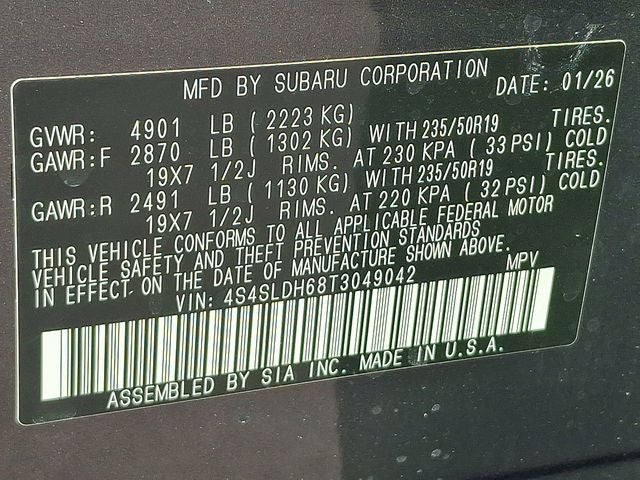 MFD BY SUBARU CORPORATION DATE: 01/26
GVWR: 4901 LB ( 2223 KG)
GAWR:F 2870 LB ( 1302 KG) WITH 235/50R19 TIRES.
19X7 1/2J RIMS. AT 230 KPA ( 33 PSI) COLD
GAWR:R 2491 LB ( 1130 KG) WITH 235/50R19 TIRES.
19X7 1/2J RIMS. AT 220 KPA ( 32 PSI) COLD
THIS VEHICLE CONFORMS TO ALL APPLICABLE FEDERAL MOTOR
VEHICLE SAFETY AND THEFT PREVENTION STANDARDS
IN EFFECT ON THE DATE OF MANUFACTURE SHOWN ABOVE.
VIN: 4S4SLDH68T3049042 MPV
ASSEMBLED BY SIA INC. MADE IN U.S.A.